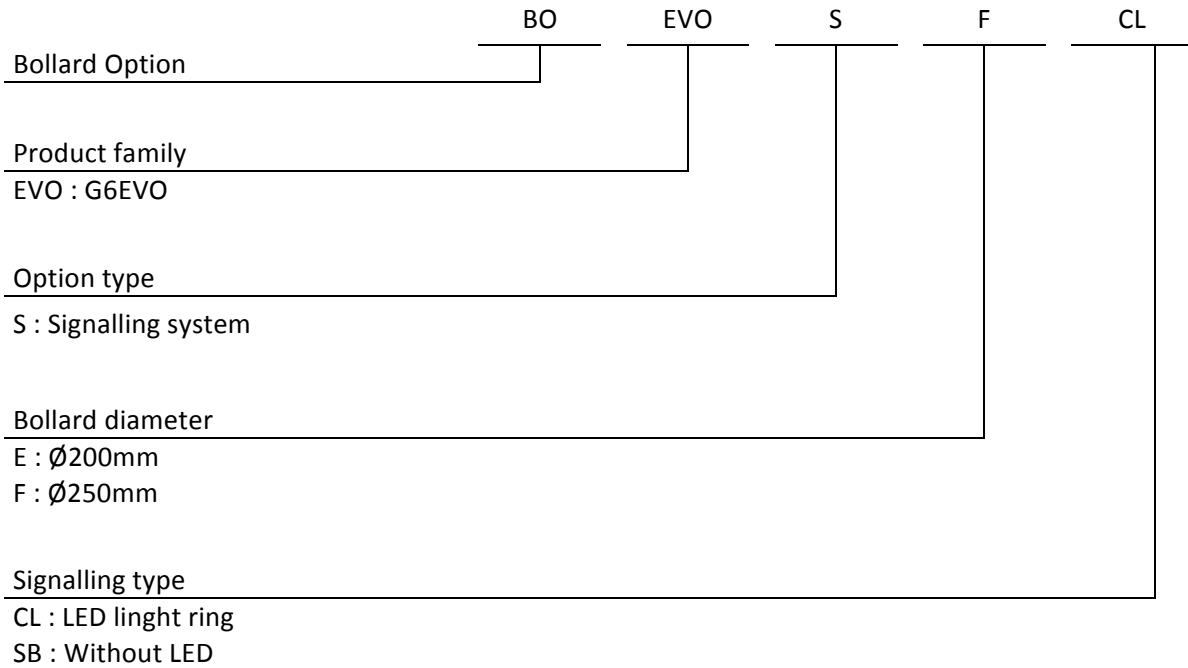 BO EVO S F CL
Bollard Option
Product family
EVO : G6EVO
Option type
S : Signalling system
Bollard diameter
E : Ø200mm
F : Ø250mm
Signalling type
CL : LED linght ring
SB : Without LED